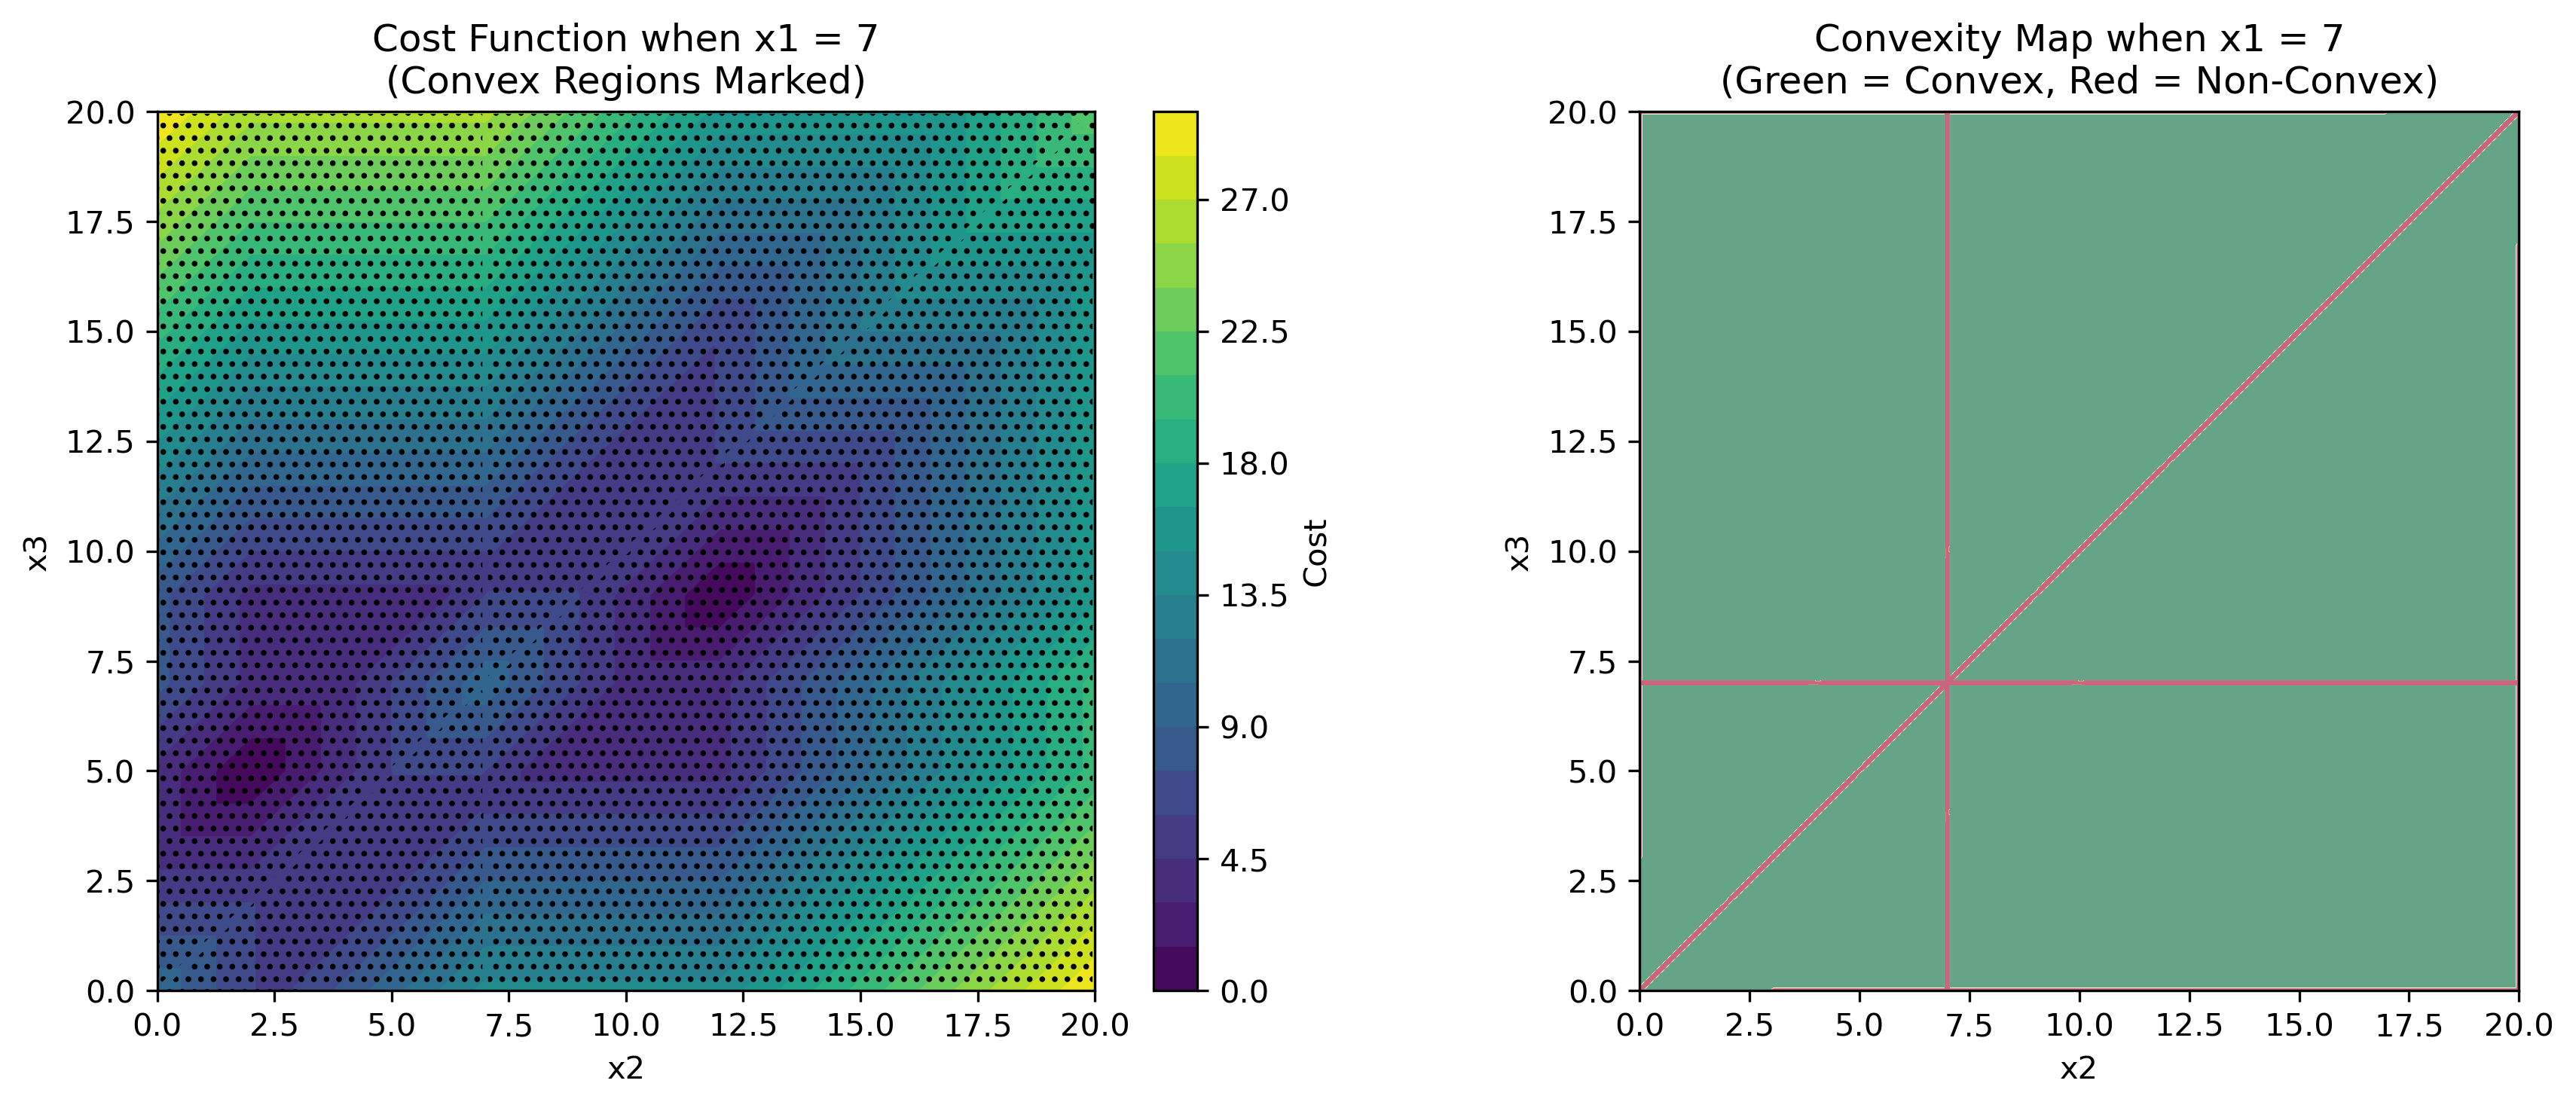 Cost Function when x1 = 7
(Convex Regions Marked)
20.0
17.5
15.0
12.5
10.0
7.5
5.0
2.5
0.0
x3
0.0 2.5 5.0 7.5 10.0 12.5 15.0 17.5 20.0
x2
27.0
22.5
18.0
13.5
9.0
4.5
0.0
Cost
Convexity Map when x1 = 7
(Green = Convex, Red = Non-Convex)
20.0
17.5
15.0
12.5
10.0
7.5
5.0
2.5
0.0
x3
0.0 2.5 5.0 7.5 10.0 12.5 15.0 17.5 20.0
x2